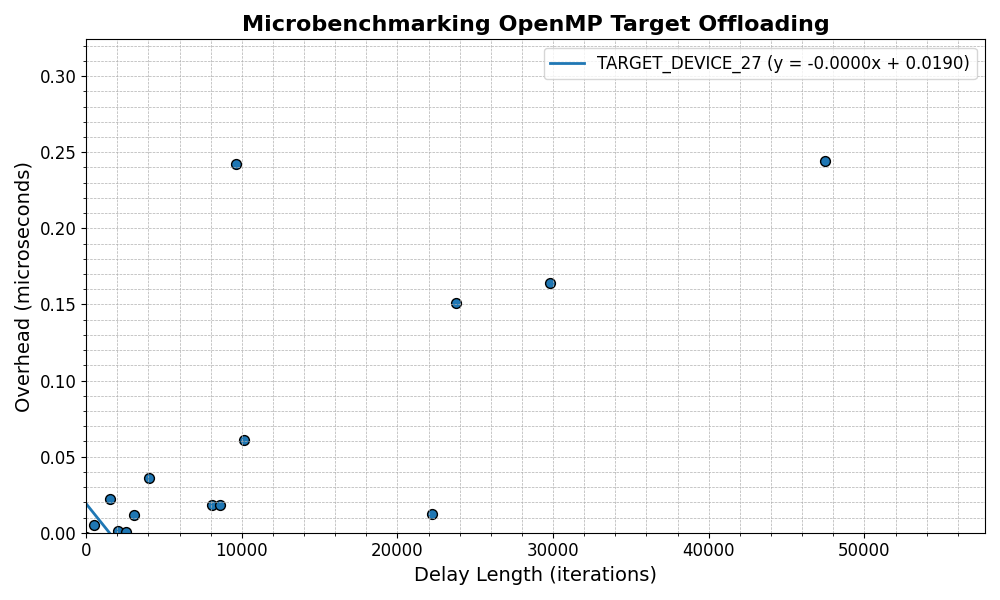 Microbenchmarking OpenMP Target Offloading
TARGET_DEVICE_27 (y = -0.0000x + 0.0190)
Overhead (microseconds)
0.30
0.25
0.20
0.15
0.10
0.05
0.00
0 10000 20000 30000 40000 50000
Delay Length (iterations)